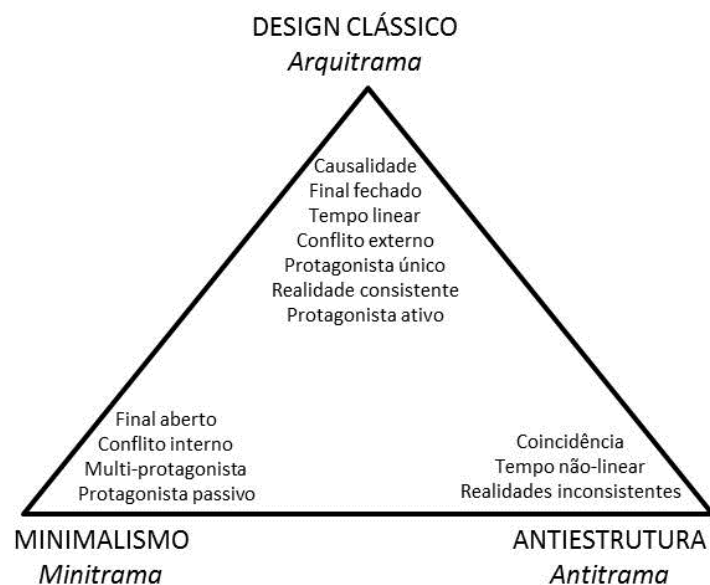 DESIGN CLÁSSICO
Arquitrama
Causalidade
Final fechado
Tempo linear
Conflito externo
Protagonista único
Realidade consistente
Protagonista ativo
Final aberto
Conflito interno
Multi-protagonista
Protagonista passivo
Coincidência
Tempo não-linear
Realidades inconsistentes
MINIMALISMO
Minitrama
ANTIESTRUTURA
Antitrama